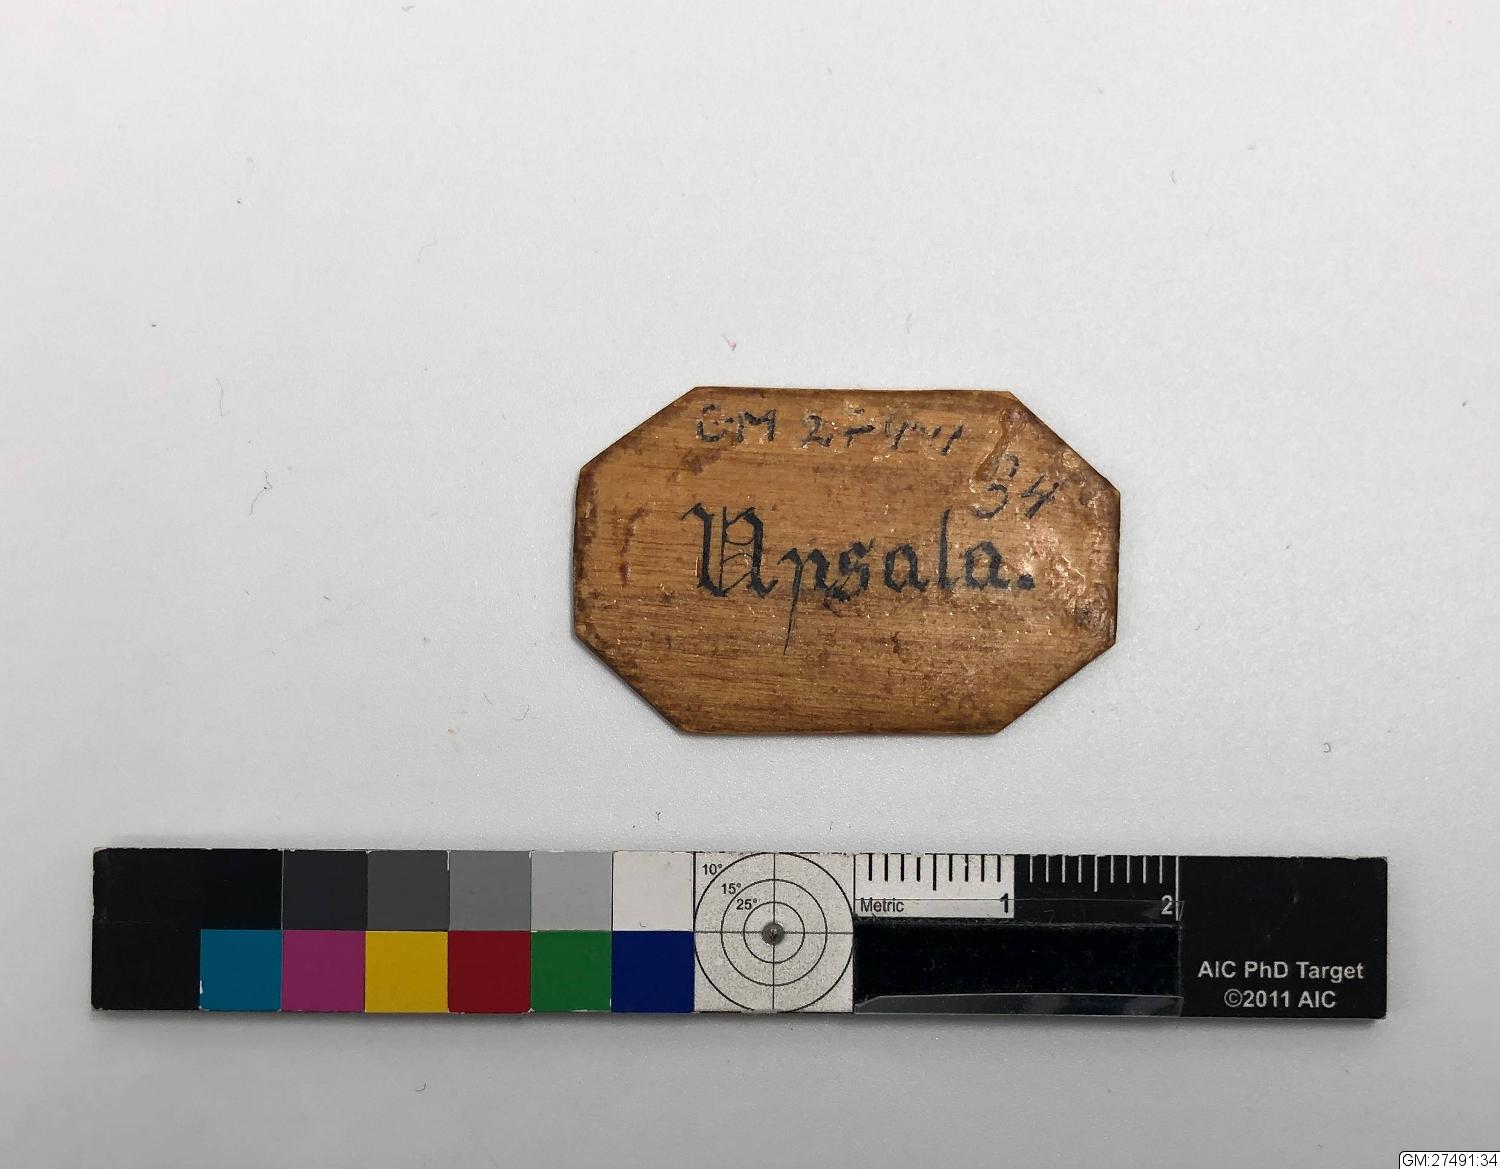 GM 27491
34
Upsala.
10°
15°
25°
Metric
1
2
AIC PhD Target
©2011 AIC
GM:27491:34